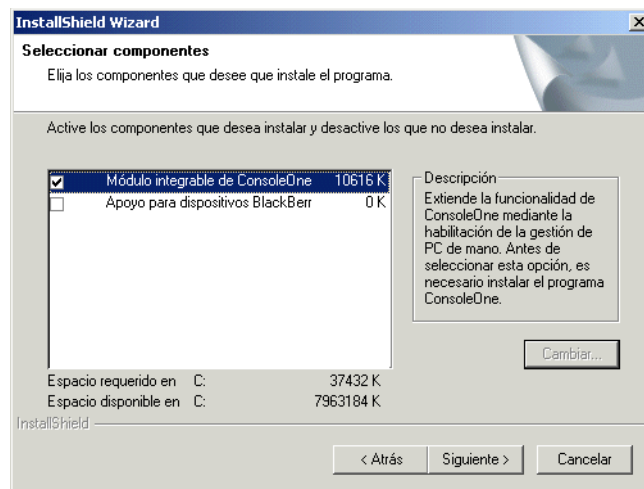 InstallShield Wizard
Seleccionar componentes
Elija los componentes que desee que instale el programa.
Active los componentes que desea instalar y desactive los que no desea instalar.
Módulo integrable de ConsoleOne 10616 K
Apoyo para dispositivos BlackBerr 0 K
Descripción
Extiende la funcionalidad de
ConsoleOne mediante la
habilitación de la gestión de
PC de mano. Antes de
seleccionar esta opción, es
necesario instalar el programa
ConsoleOne.
Cambiar...
Espacio requerido en C: 37432 K
Espacio disponible en C: 7963184 K
InstallShield
< Atrás Siguiente > Cancelar